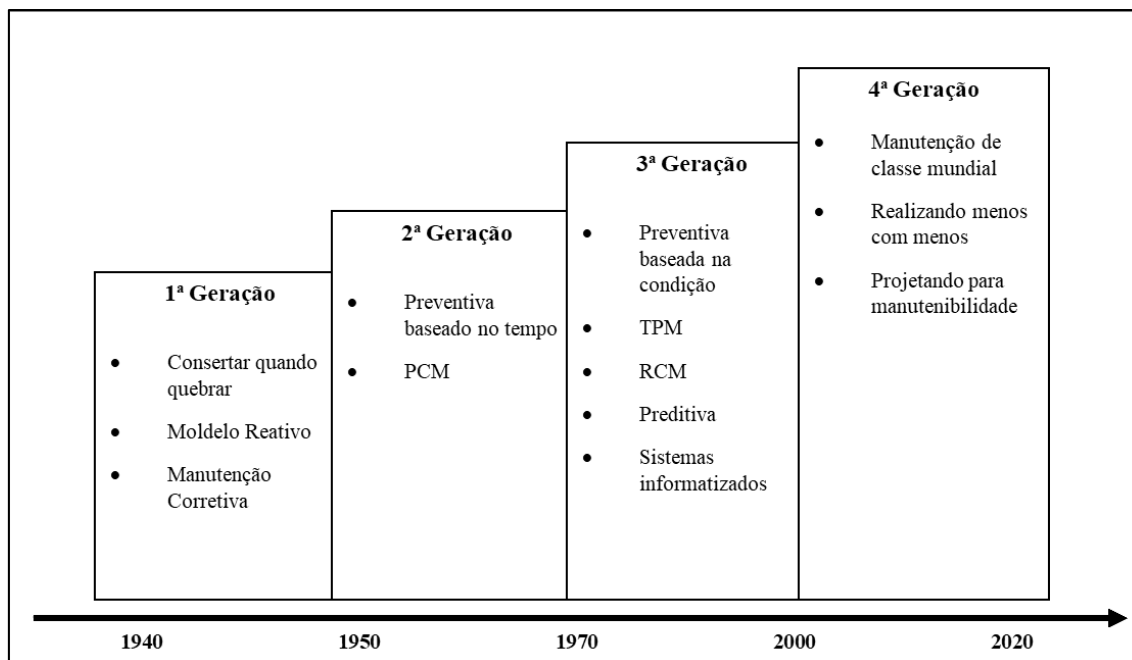 1ª Geração
Consertar quando
quebrar
Moldelo Reativo
Manutenção
Corretiva
2ª Geração
Preventiva
baseado no tempo
PCM
3ª Geração
Preventiva
baseada na
condição
TPM
RCM
Preditiva
Sistemas
informatizados
4ª Geração
Manutenção de
classe mundial
Realizando menos
com menos
Projetando para
manutenibilidade
1940
1950
1970
2000
2020